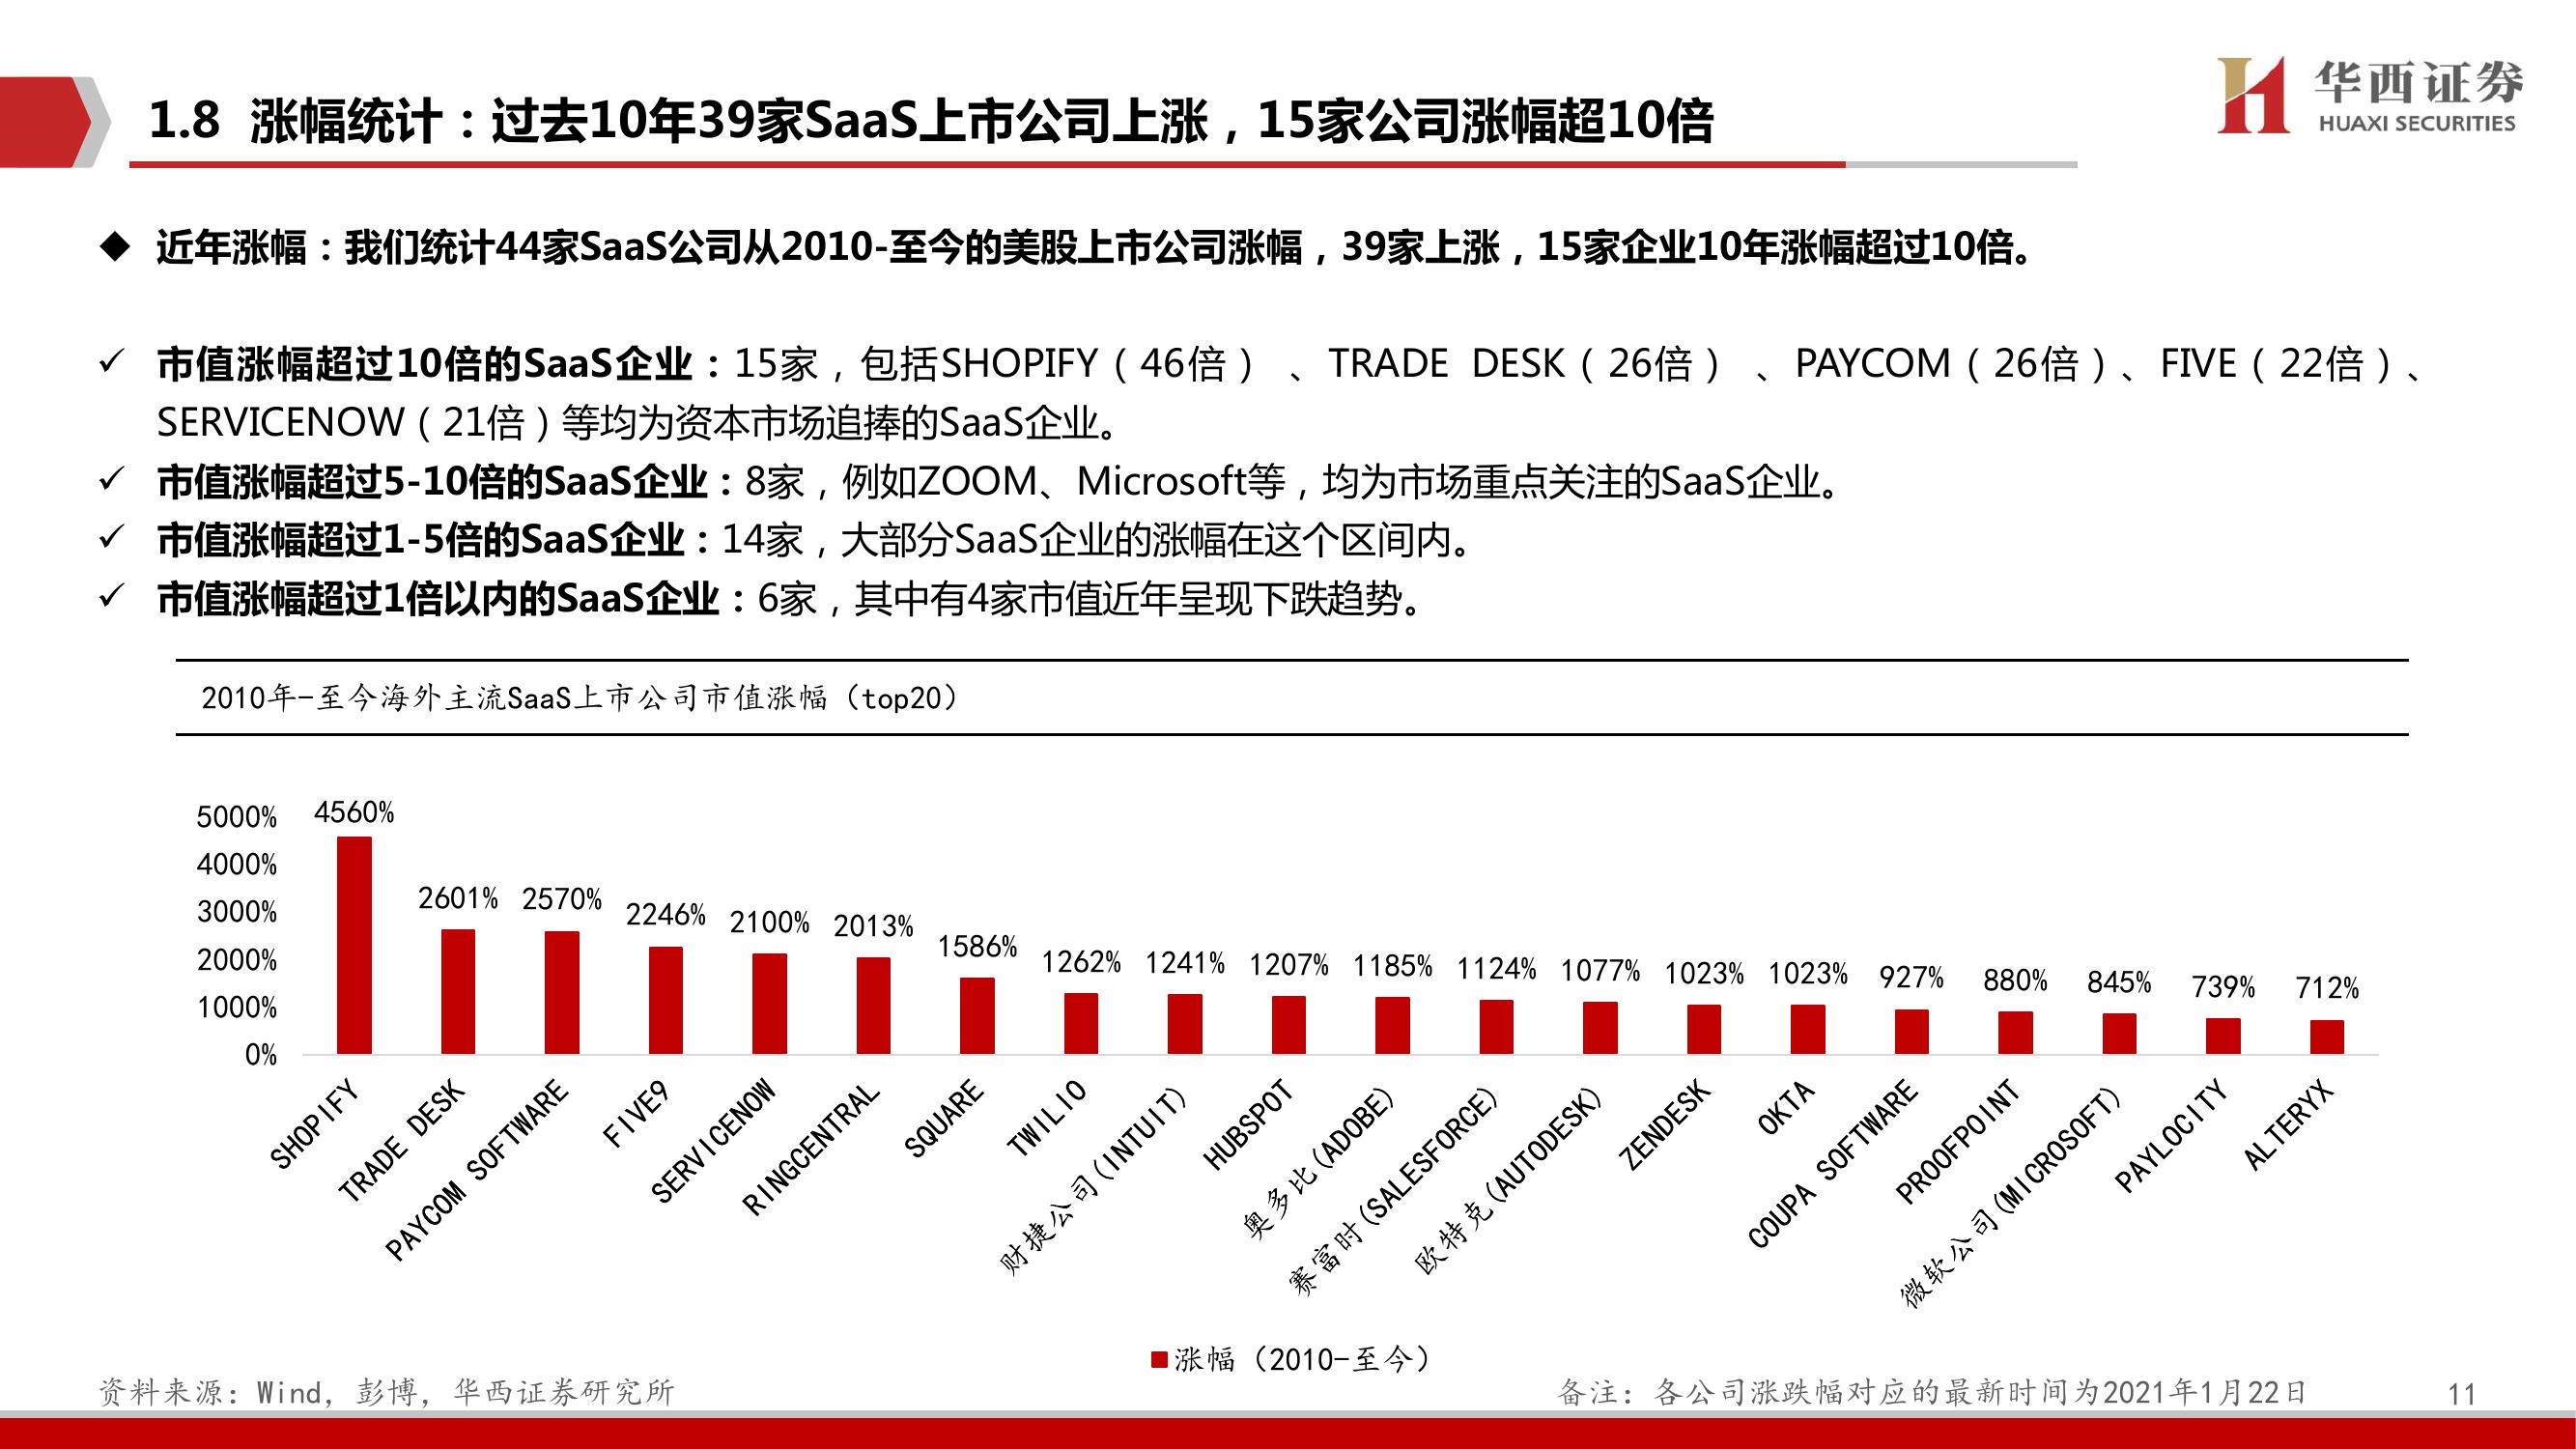 华西证券
HUAXI SECURITIES
1.8 涨幅统计：过去10年39家SaaS上市公司上涨，15家公司涨幅超10倍
◆ 近年涨幅：我们统计44家SaaS公司从2010-至今的美股上市公司涨幅，39家上涨，15家企业10年涨幅超过10倍。
✓ 市值涨幅超过10倍的SaaS企业：15家，包括SHOPIFY（46倍） 、TRADE DESK（26倍） 、PAYCOM（26倍）、FIVE（22倍）、
SERVICENOW（21倍）等均为资本市场追捧的SaaS企业。
✓ 市值涨幅超过5-10倍的SaaS企业：8家，例如ZOOM、Microsoft等，均为市场重点关注的SaaS企业。
✓ 市值涨幅超过1-5倍的SaaS企业：14家，大部分SaaS企业的涨幅在这个区间内。
✓ 市值涨幅超过1倍以内的SaaS企业：6家，其中有4家市值近年呈现下跌趋势。
2010年-至今海外主流SaaS上市公司市值涨幅（top20）
5000%
4000%
3000%
2000%
1000%
0%
4560%
2601%
2570%
2246%
2100%
2013%
1586%
1262%
1241%
1207%
1185%
1124%
1077%
1023%
1023%
927%
880%
845%
739%
712%
SHOPIFY
TRADE DESK
PAYCOM SOFTWARE
FIVE9
SERVICENOW
RINGCENTRAL
SQUARE
TWILIO
财捷公司(INTUIT)
HUBSPOT
奥多比(ADOBE)
赛富时(SALESFORCE)
欧特克(AUTODESK)
ZENDESK
OKTA
COUPA SOFTWARE
PROOFPOINT
微软公司(MICROSOFT)
PAYLOCITY
ALTERYX
涨幅（2010-至今）
资料来源：Wind，彭博，华西证券研究所
备注：各公司涨跌幅对应的最新时间为2021年1月22日
11